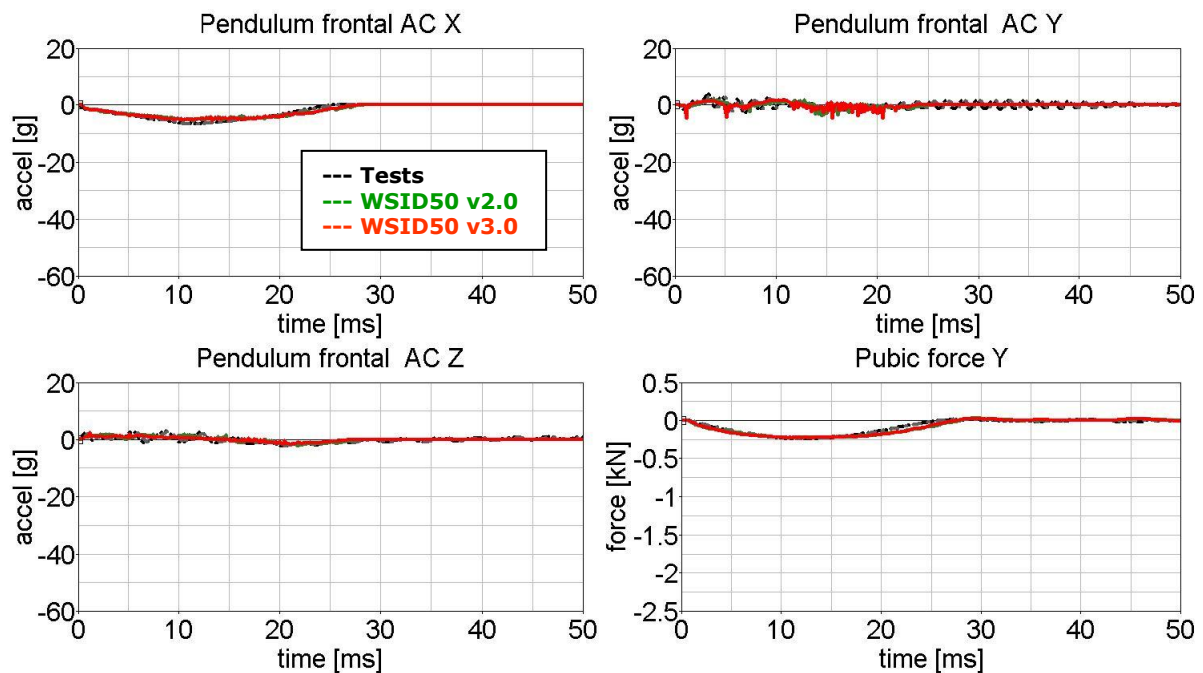 Pendulum frontal AC X
20
0
-20
-40
-60
accel [g]
0 10 20 30 40 50
time [ms]
--- Tests
--- WSID50 v2.0
--- WSID50 v3.0
Pendulum frontal AC Y
20
0
-20
-40
-60
accel [g]
0 10 20 30 40 50
time [ms]
Pendulum frontal AC Z
20
0
-20
-40
-60
accel [g]
0 10 20 30 40 50
time [ms]
Pubic force Y
0.5
0
-0.5
-1
-1.5
-2
-2.5
force [kN]
0 10 20 30 40 50
time [ms]